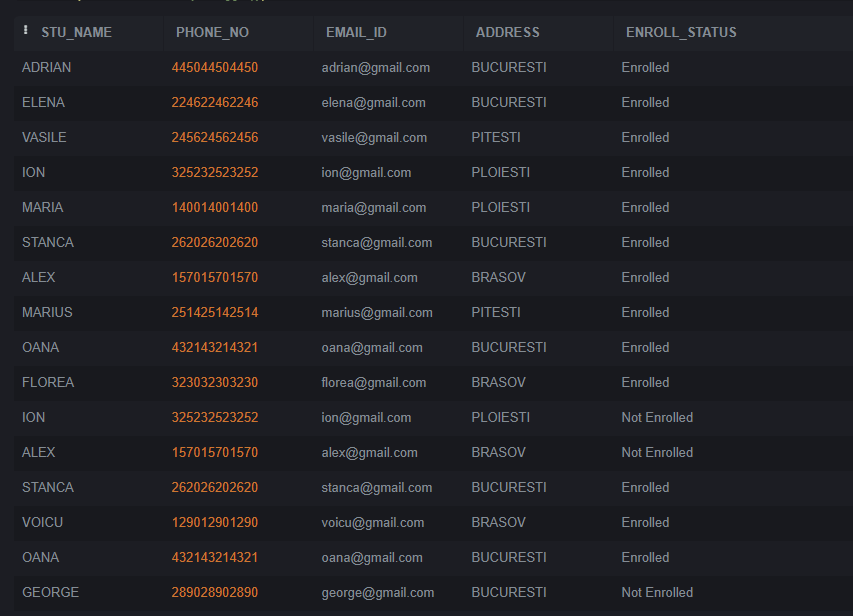 STU_NAME PHONE_NO EMAIL_ID ADDRESS ENROLL_STATUS
ADRIAN 445044504450 adrian@gmail.com BUCURESTI Enrolled
ELENA 224622462246 elena@gmail.com BUCURESTI Enrolled
VASILE 245624562456 vasile@gmail.com PITESTI Enrolled
ION 325232523252 ion@gmail.com PLOIESTI Enrolled
MARIA 140014001400 maria@gmail.com PLOIESTI Enrolled
STANCA 262026202620 stanca@gmail.com BUCURESTI Enrolled
ALEX 157015701570 alex@gmail.com BRASOV Enrolled
MARIUS 251425142514 marius@gmail.com PITESTI Enrolled
OANA 432143214321 oana@gmail.com BUCURESTI Enrolled
FLOREA 323032303230 florea@gmail.com BRASOV Enrolled
ION 325232523252 ion@gmail.com PLOIESTI Not Enrolled
ALEX 157015701570 alex@gmail.com BRASOV Not Enrolled
STANCA 262026202620 stanca@gmail.com BUCURESTI Enrolled
VOICU 129012901290 voicu@gmail.com BRASOV Enrolled
OANA 432143214321 oana@gmail.com BUCURESTI Enrolled
GEORGE 289028902890 george@gmail.com BUCURESTI Not Enrolled